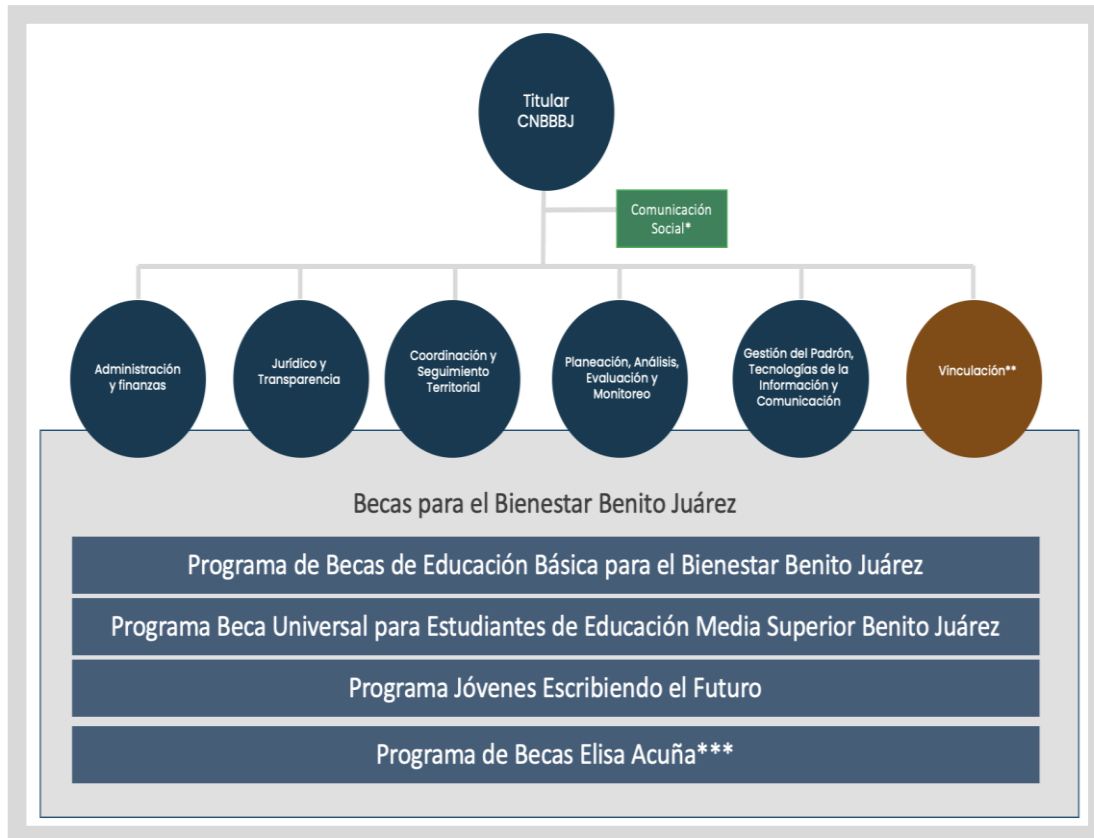 Titular
CNBBBJ
Comunicación
Social*
Administración
y finanzas
Jurídico y
Transparencia
Coordinación y
Seguimiento
Territorial
Planeación, Análisis,
Evaluación y
Monitoreo
Gestión del Padrón,
Tecnologías de la
Información y
Comunicación
Vinculación**
Becas para el Bienestar Benito Juárez
Programa de Becas de Educación Básica para el Bienestar Benito Juárez
Programa Beca Universal para Estudiantes de Educación Media Superior Benito Juárez
Programa Jóvenes Escribiendo el Futuro
Programa de Becas Elisa Acuña***